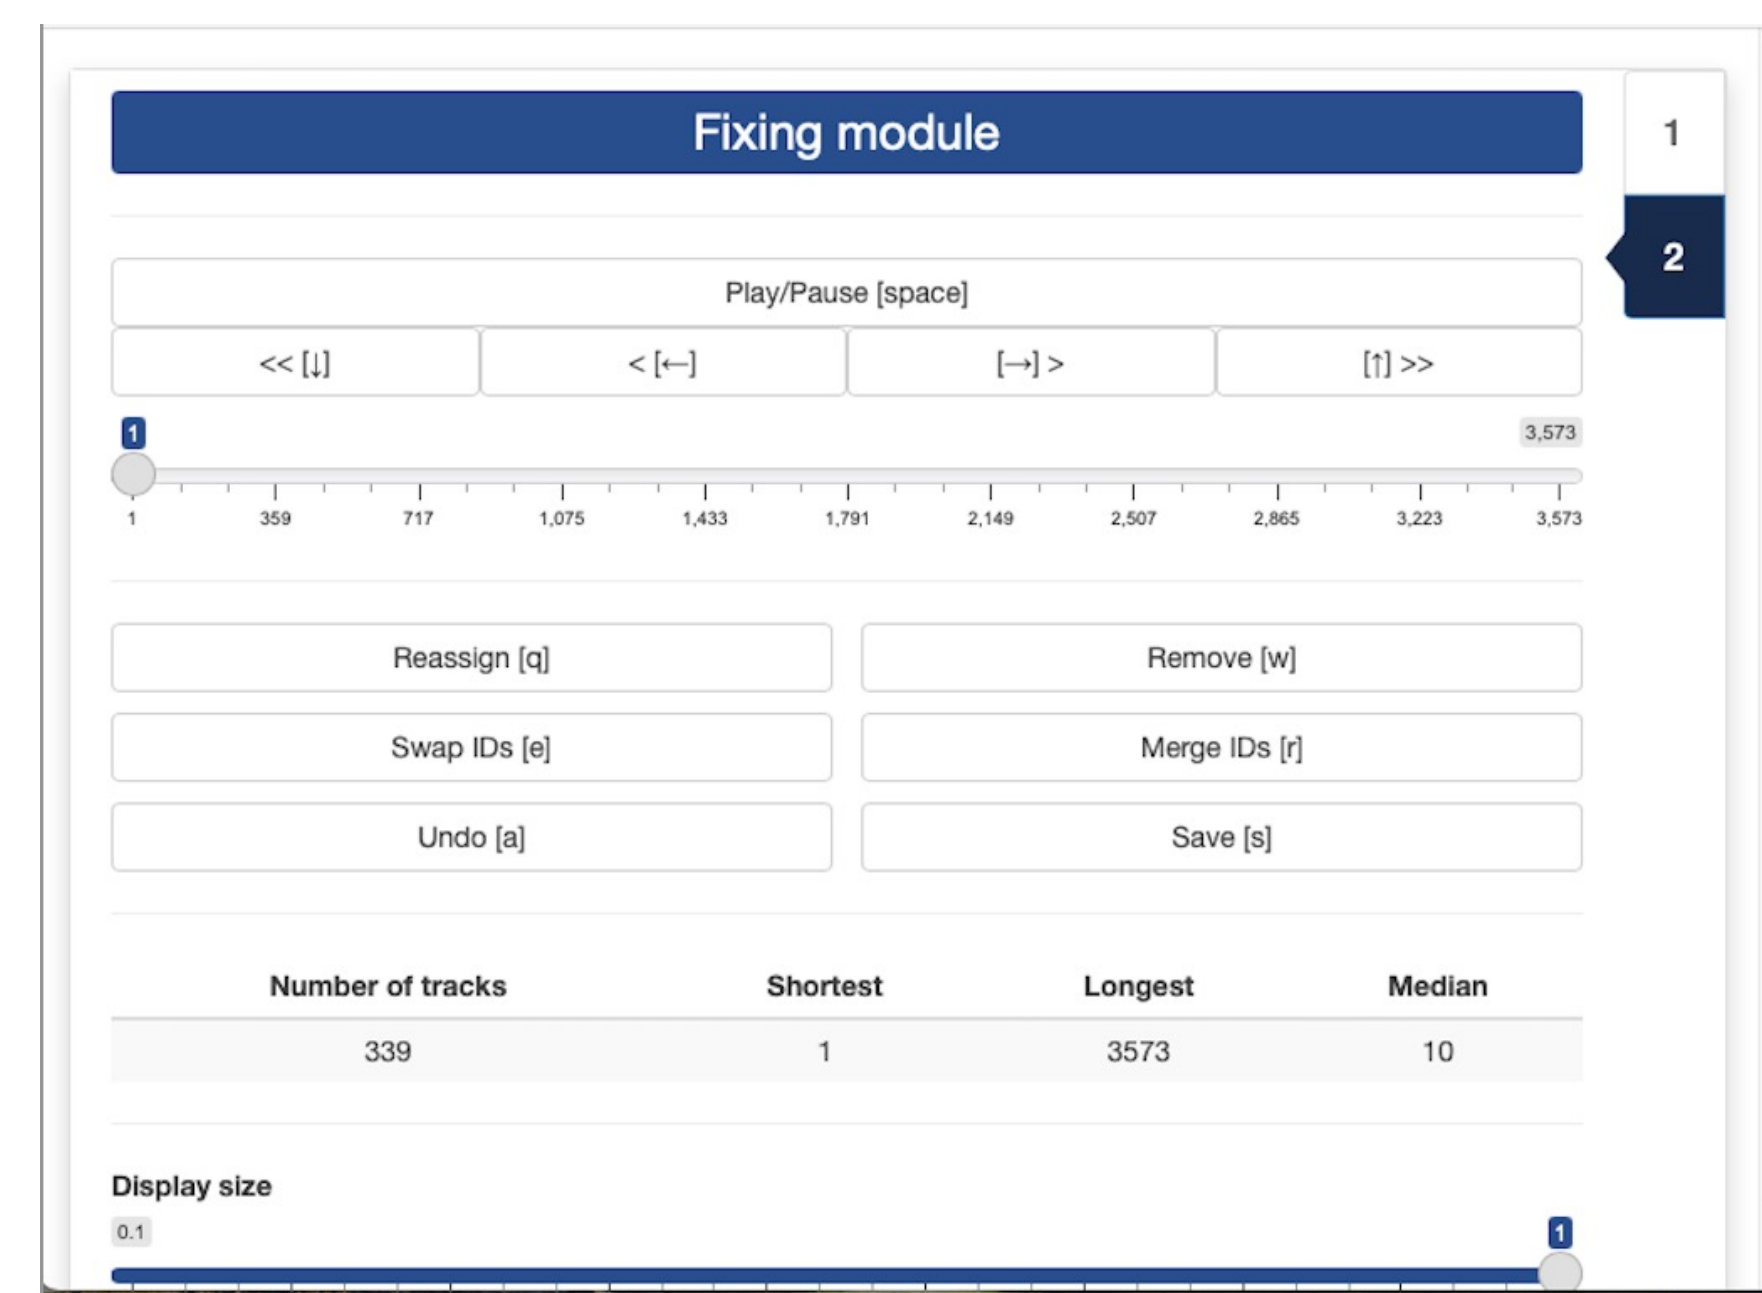 Fixing module
1
2
Play/Pause [space]
<< [↓] < [←] [→] > [↑] >>
1 3,573
1 359 717 1,075 1,433 1,791 2,149 2,507 2,865 3,223 3,573
Reassign [q] Remove [w]
Swap IDs [e] Merge IDs [r]
Undo [a] Save [s]
Number of tracks Shortest Longest Median
339 1 3573 10
Display size
0.1 1